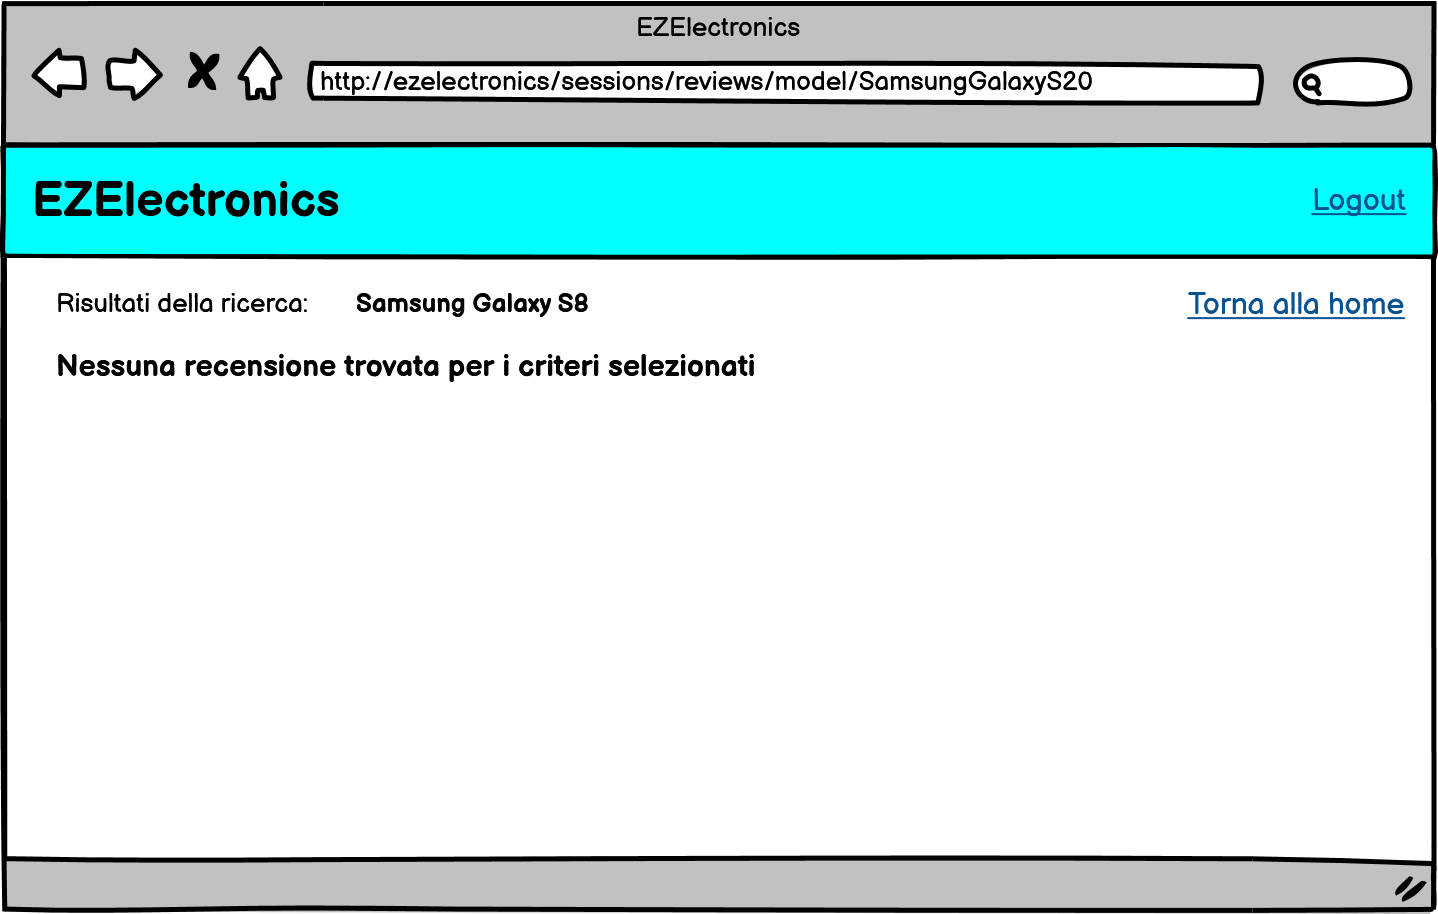 EZElectronics
http://ezelectronics/sessions/reviews/model/SamsungGalaxyS20
EZElectronics
Logout
Risultati della ricerca: Samsung Galaxy S8
Torna alla home
Nessuna recensione trovata per i criteri selezionati